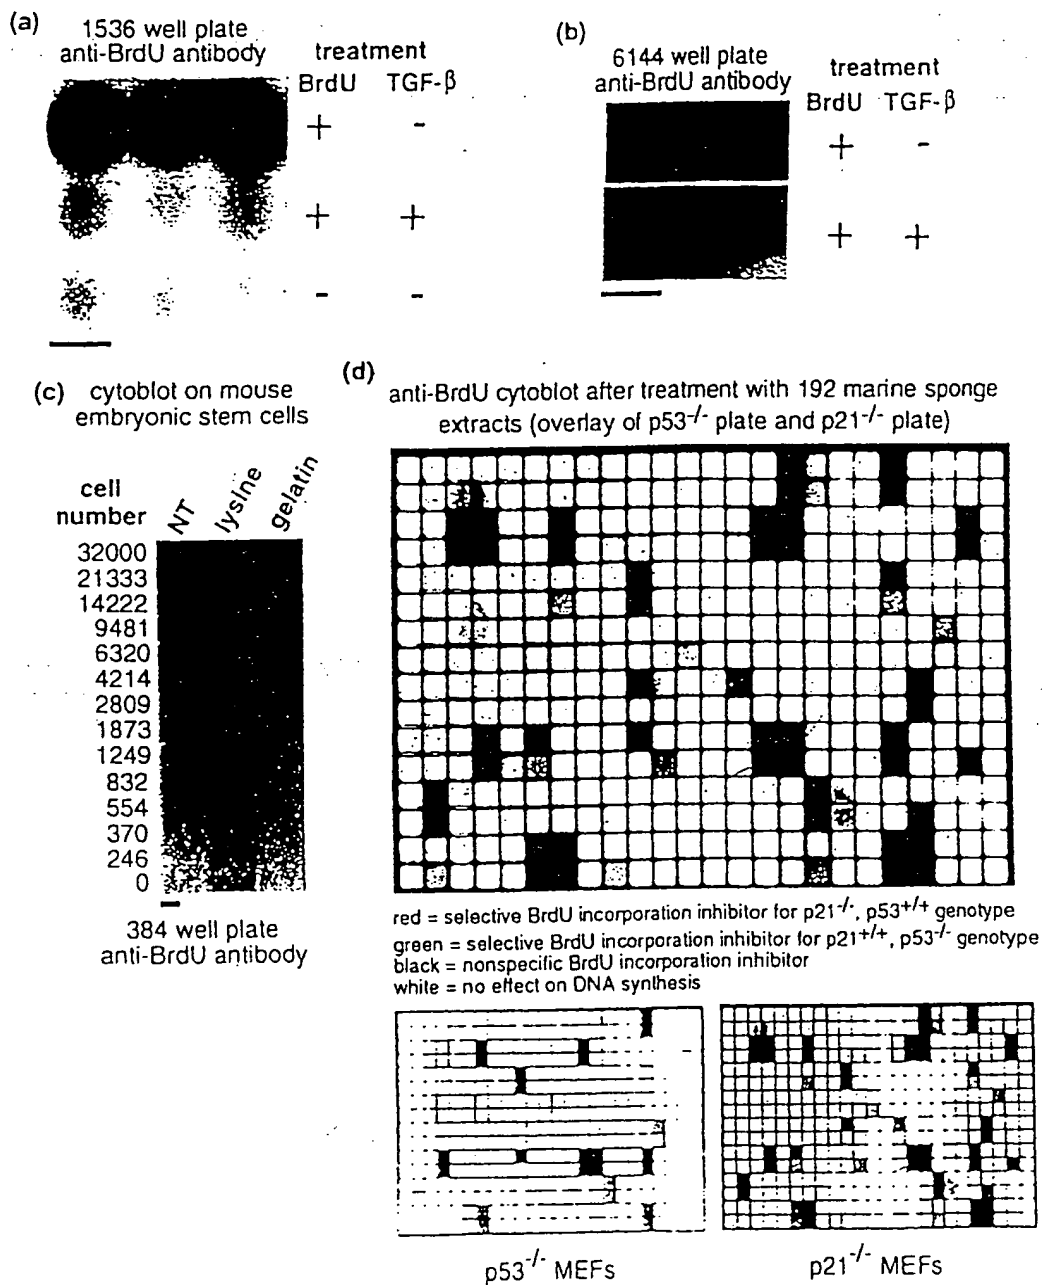 (a)
1536 well plate
anti-BrdU antibody
treatment
BrdU TGF-β
+ -
+ +
- -
(b)
6144 well plate
anti-BrdU antibody
treatment
BrdU TGF-β
+ -
+ +
(c) cytoblot on mouse
embryonic stem cells
cell
number
NT lysine gelatin
32000
21333
14222
9481
6320
4214
2809
1873
1249
832
554
370
246
0
384 well plate
anti-BrdU antibody
(d)
anti-BrdU cytoblot after treatment with 192 marine sponge
extracts (overlay of p53-/- plate and p21-/- plate)
red = selective BrdU incorporation inhibitor for p21-/-, p53+/+ genotype
green = selective BrdU incorporation inhibitor for p21+/+, p53-/- genotype
black = nonspecific BrdU incorporation inhibitor
white = no effect on DNA synthesis
p53-/- MEFs
p21-/- MEFs